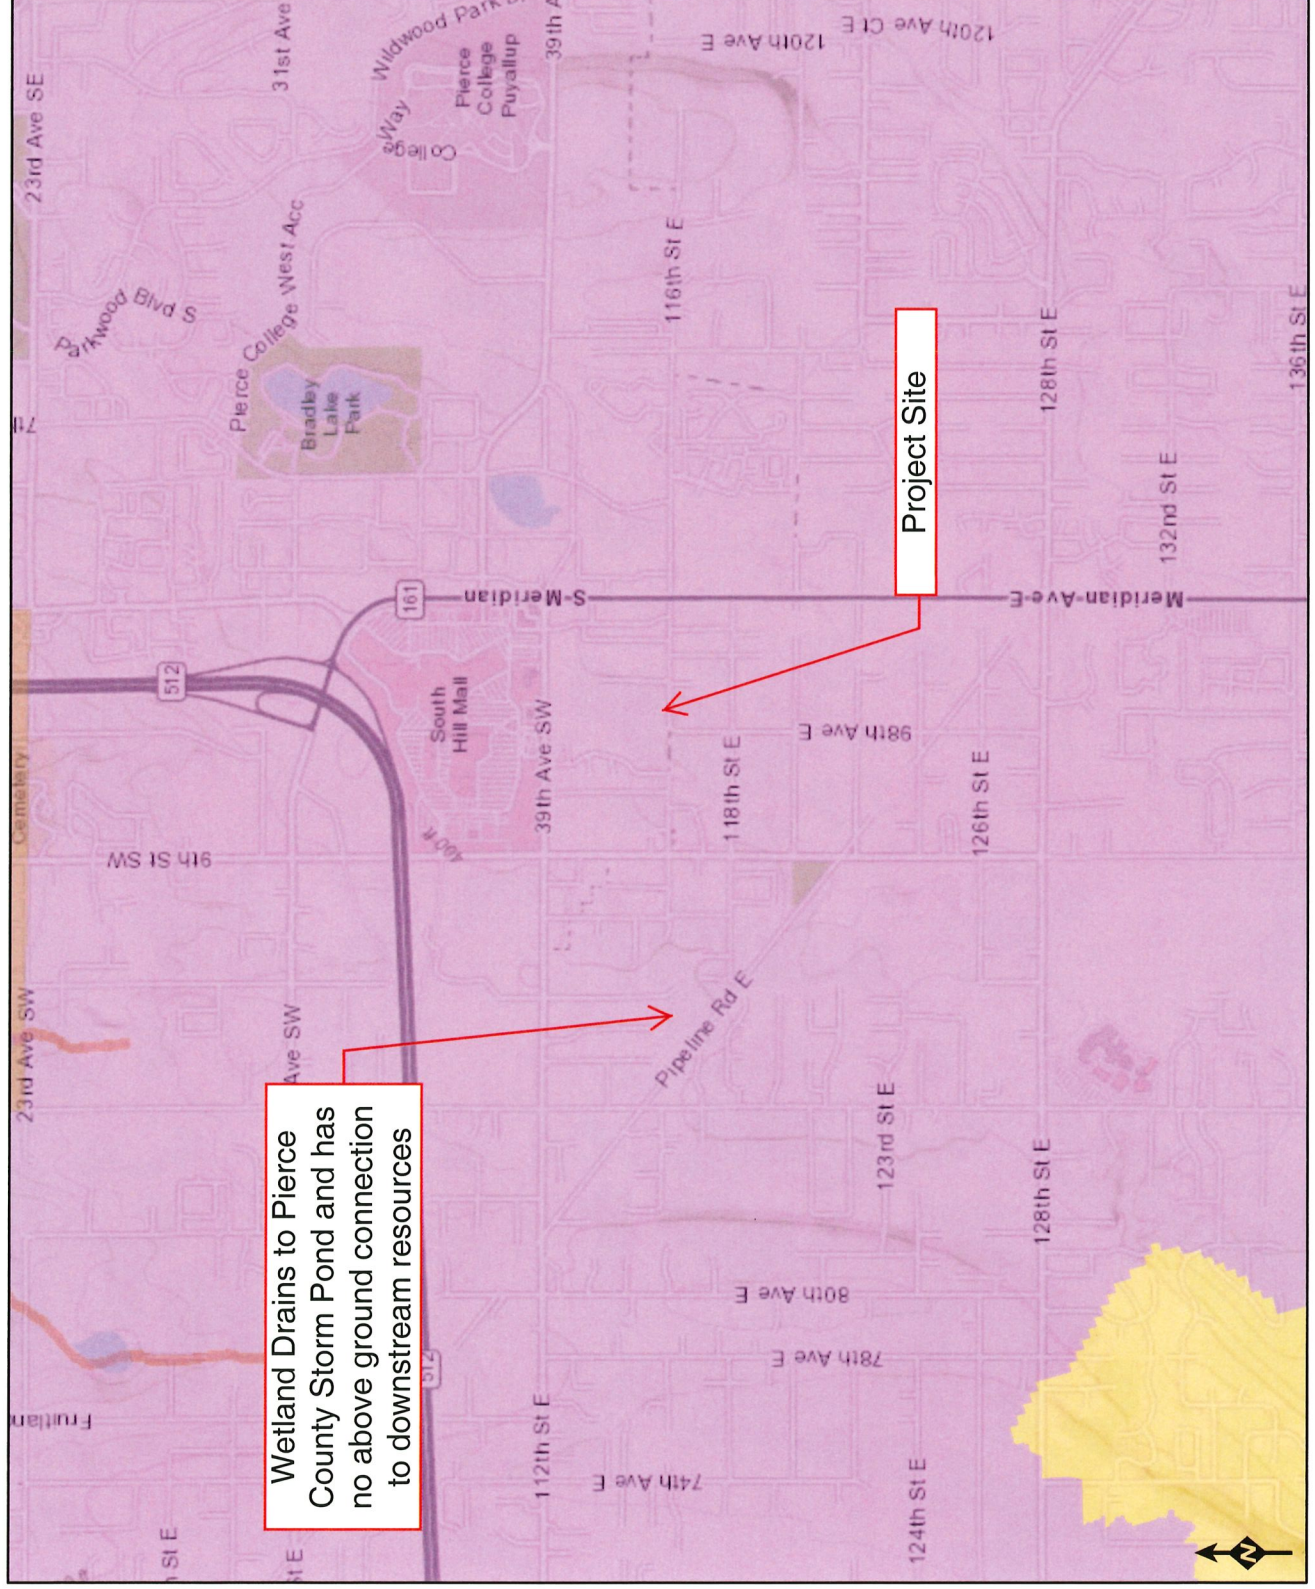 23rd Ave SW
Cemetery
23rd Ave SE
9th St SW
31st Ave
Ave SW
Parkwood Blvd S
Pierce College West Acc
Wildwood Park
College Way
Pierce
College
Puyallup
Bradley
Lake
Park
512
161
South
Hill Mall
400 ft
Wetland Drains to Pierce
County Storm Pond and has
no above ground connection
to downstream resources
512
St E
St E
112th St E
39th Ave SW
39th A
S Meridian
74th Ave E
116th St E
Pipeline Rd E
118th St E
120th Ave E
80th Ave E
78th Ave E
98th Ave E
120th Ave Ct E
Project Site
123rd St E
124th St E
126th St E
128th St E
128th St E
Meridian Ave E
132nd St E
136th St E
N